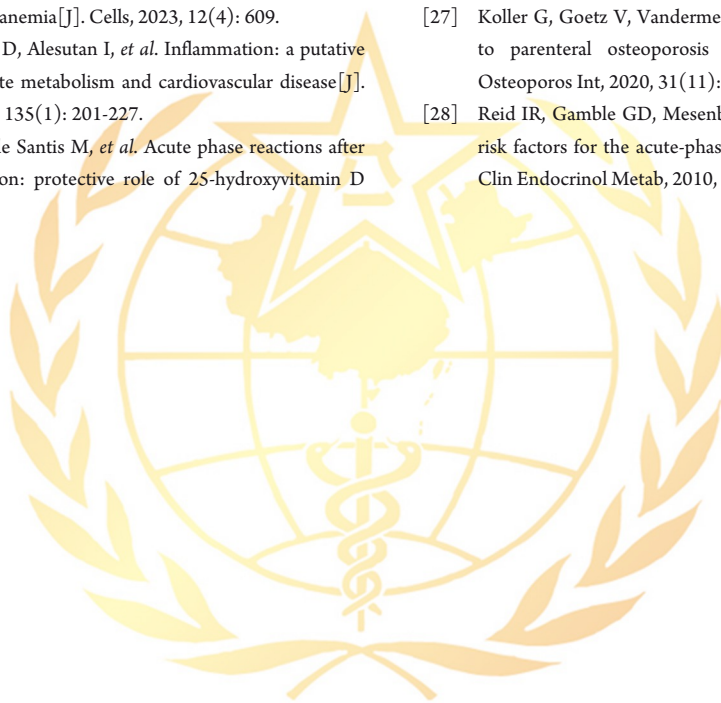 anemia[J]. Cells, 2023, 12(4): 609.
D, Alesutan I, et al. Inflammation: a putative
te metabolism and cardiovascular disease[J].
135(1): 201-227.
e Santis M, et al. Acute phase reactions after
on: protective role of 25-hydroxyvitamin D
[27] Koller G, Goetz V, Vanderme
to parenteral osteoporosis
Osteoporos Int, 2020, 31(11):
[28] Reid IR, Gamble GD, Mesenb
risk factors for the acute-phas
Clin Endocrinol Metab, 2010,
八一